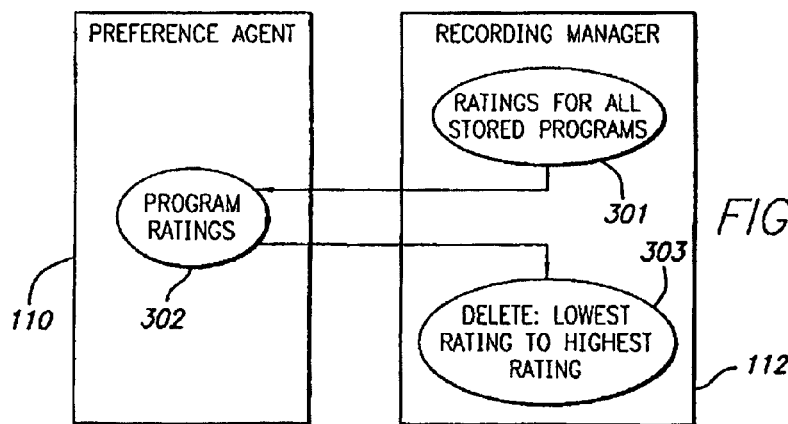 PREFERENCE AGENT
RECORDING MANAGER
RATINGS FOR ALL
STORED PROGRAMS
301
PROGRAM
RATINGS
302
110
303
DELETE: LOWEST
RATING TO HIGHEST
RATING
112
FIG